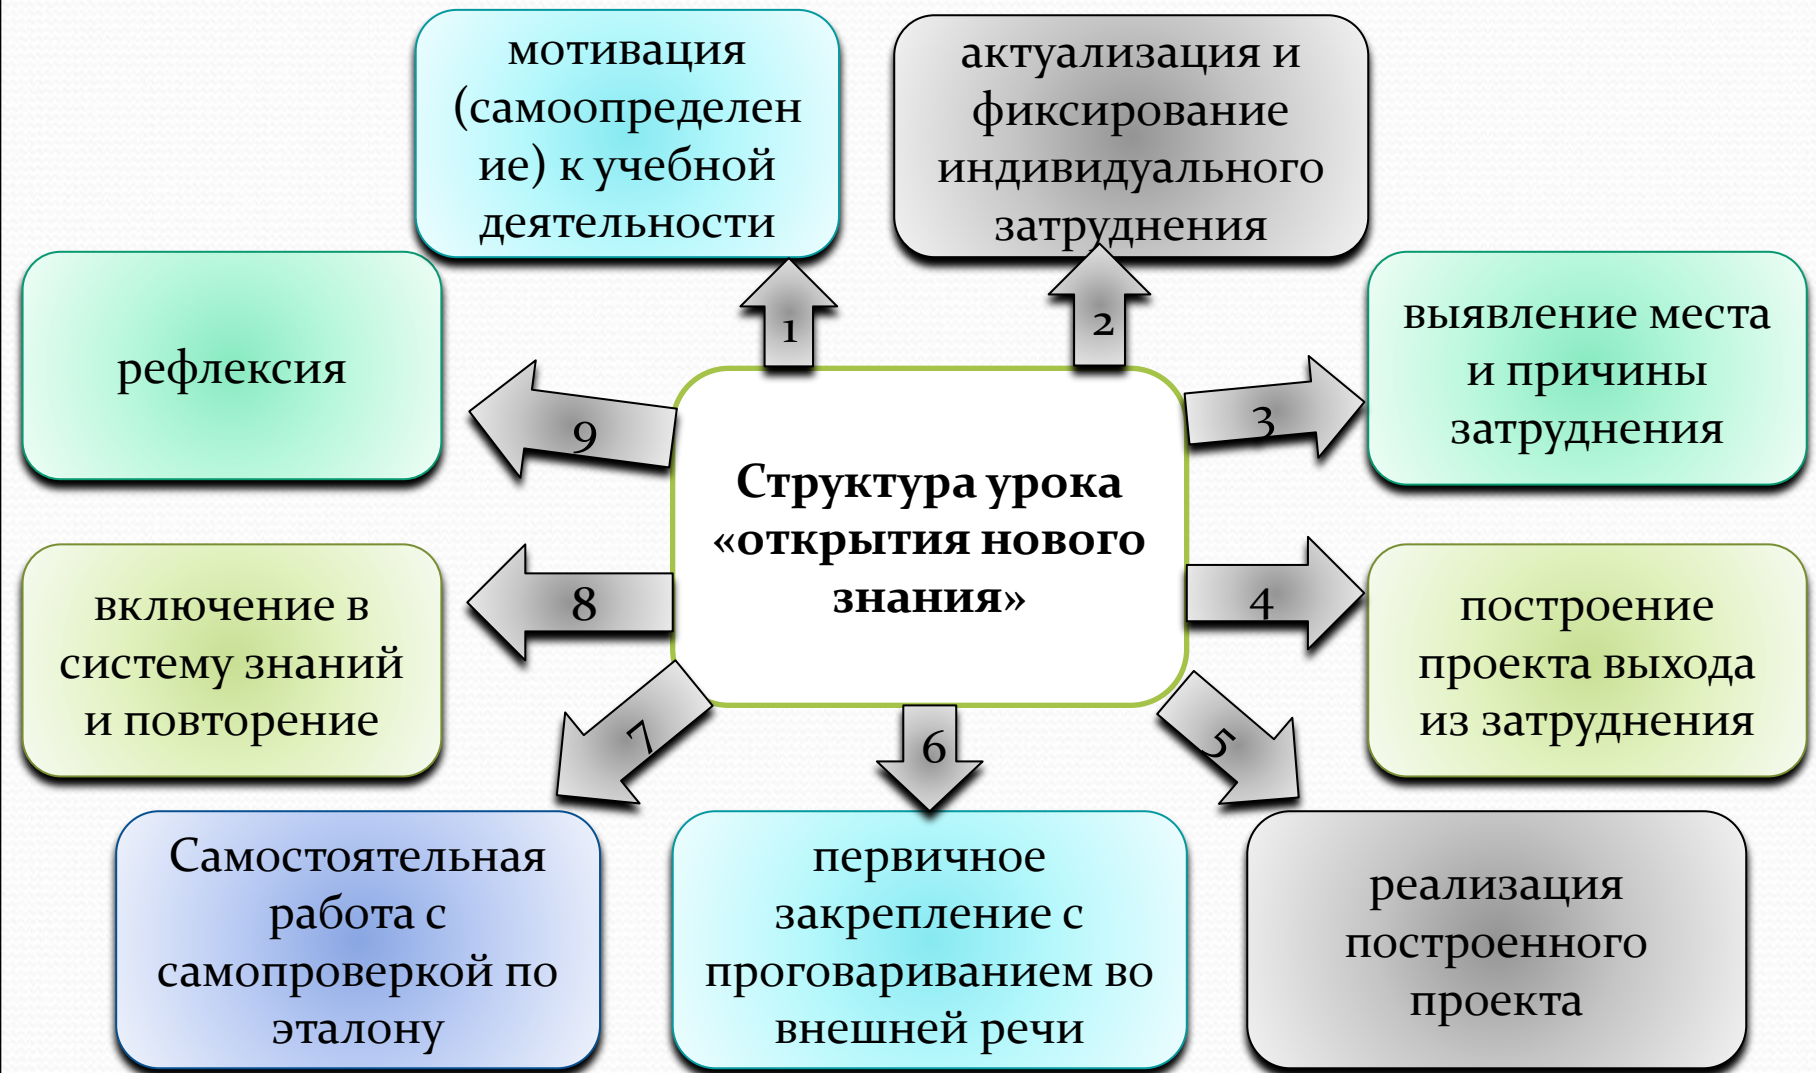 Структура урока
«открытия нового
знания»
1
мотивация
(самоопределен
ие) к учебной
деятельности
2
актуализация и
фиксирование
индивидуального
затруднения
3
выявление места
и причины
затруднения
4
построение
проекта выхода
из затруднения
5
реализация
построенного
проекта
6
первичное
закрепление с
проговариванием во
внешней речи
7
Самостоятельная
работа с
самопроверкой по
эталону
8
включение в
систему знаний
и повторение
9
рефлексия